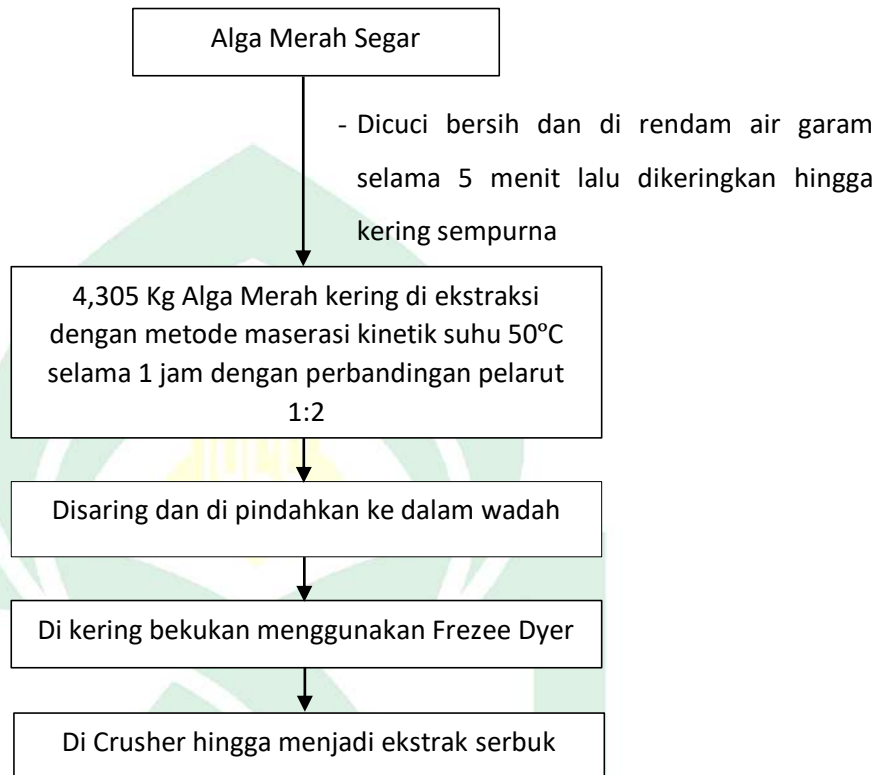 Alga Merah Segar
- Dicuci bersih dan di rendam air garam
selama 5 menit lalu dikeringkan hingga
kering sempurna
4,305 Kg Alga Merah kering di ekstraksi
dengan metode maserasi kinetik suhu 50°C
selama 1 jam dengan perbandingan pelarut
1:2
Disaring dan di pindahkan ke dalam wadah
Di kering bekukan menggunakan Frezee Dyer
Di Crusher hingga menjadi ekstrak serbuk